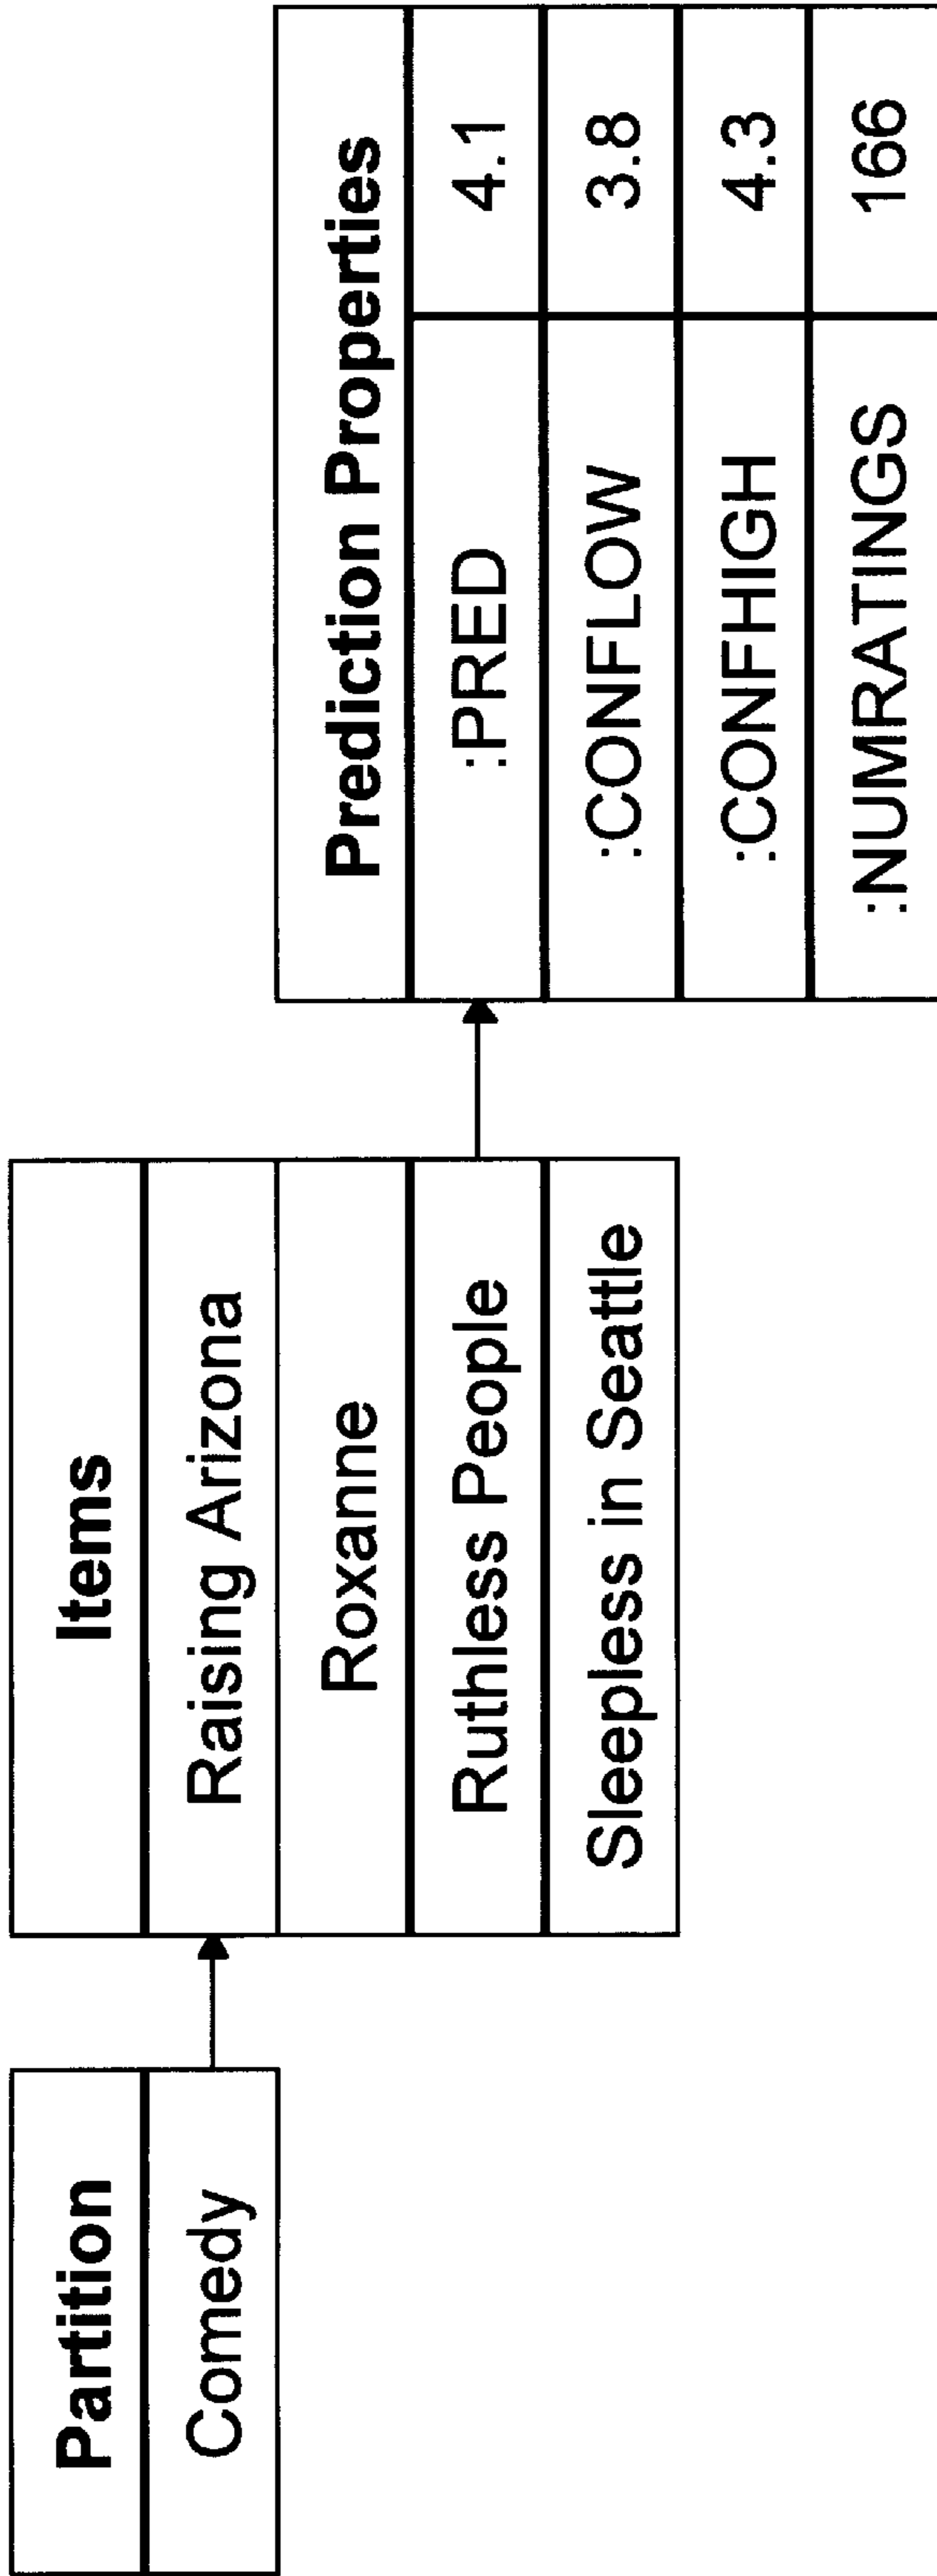 Partition
Comedy
Items
Raising Arizona
Roxanne
Ruthless People
Sleepless in Seattle
Prediction Properties
:PRED 4.1
:CONFLOW 3.8
:CONFHIGH 4.3
:NUMRATINGS 166